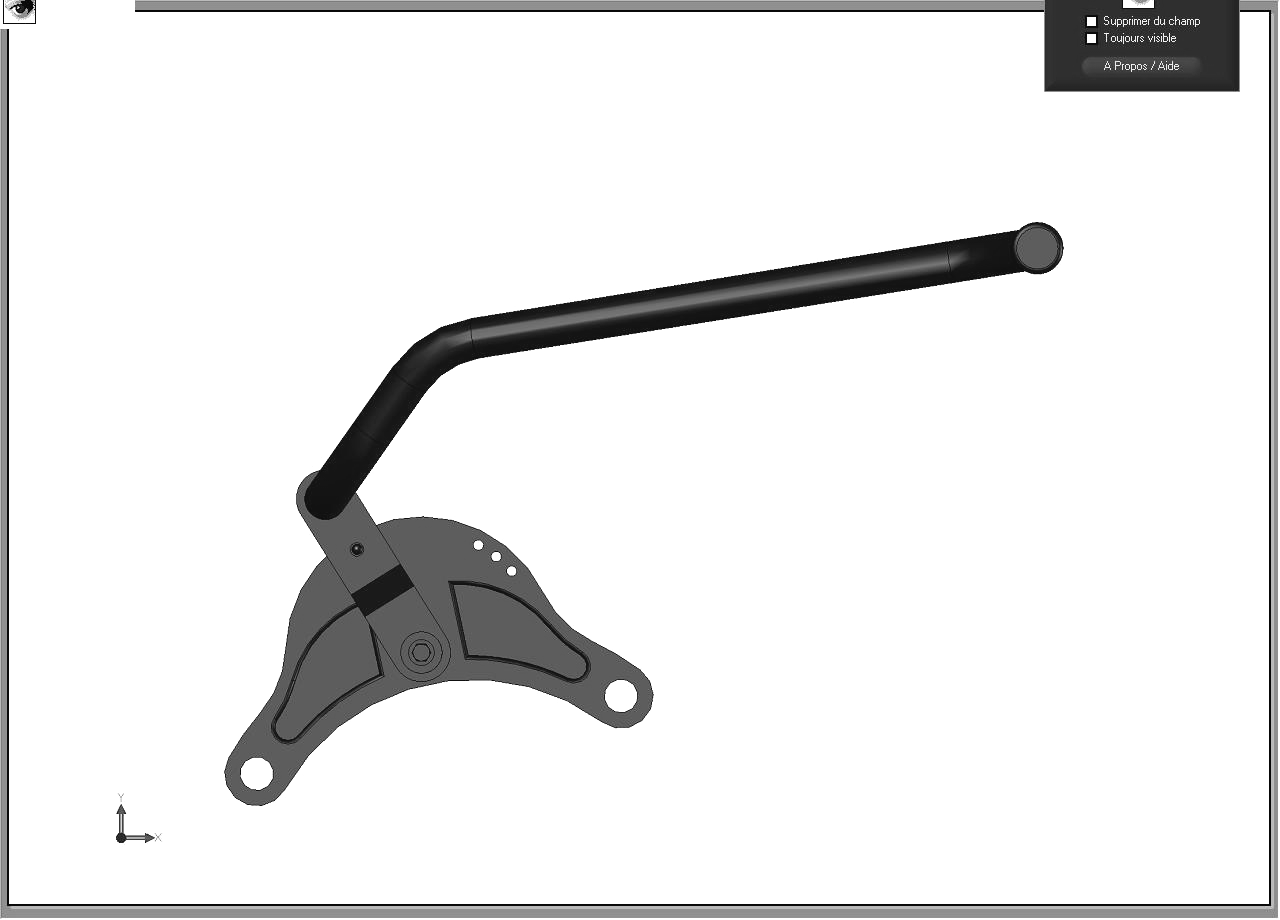 Supprimer du champ
Toujours visible
A Propos / Aide
Y
X